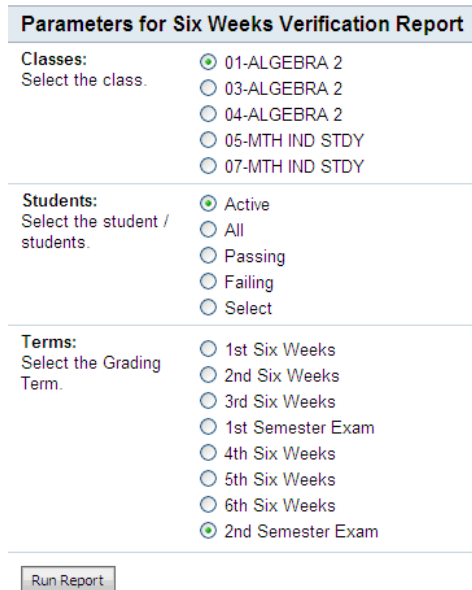 Parameters for Six Weeks Verification Report
Classes:
Select the class.
01-ALGEBRA 2
03-ALGEBRA 2
04-ALGEBRA 2
05-MTH IND STDY
07-MTH IND STDY
Students:
Select the student /
students.
Active
All
Passing
Failing
Select
Terms:
Select the Grading
Term.
1st Six Weeks
2nd Six Weeks
3rd Six Weeks
1st Semester Exam
4th Six Weeks
5th Six Weeks
6th Six Weeks
2nd Semester Exam
Run Report